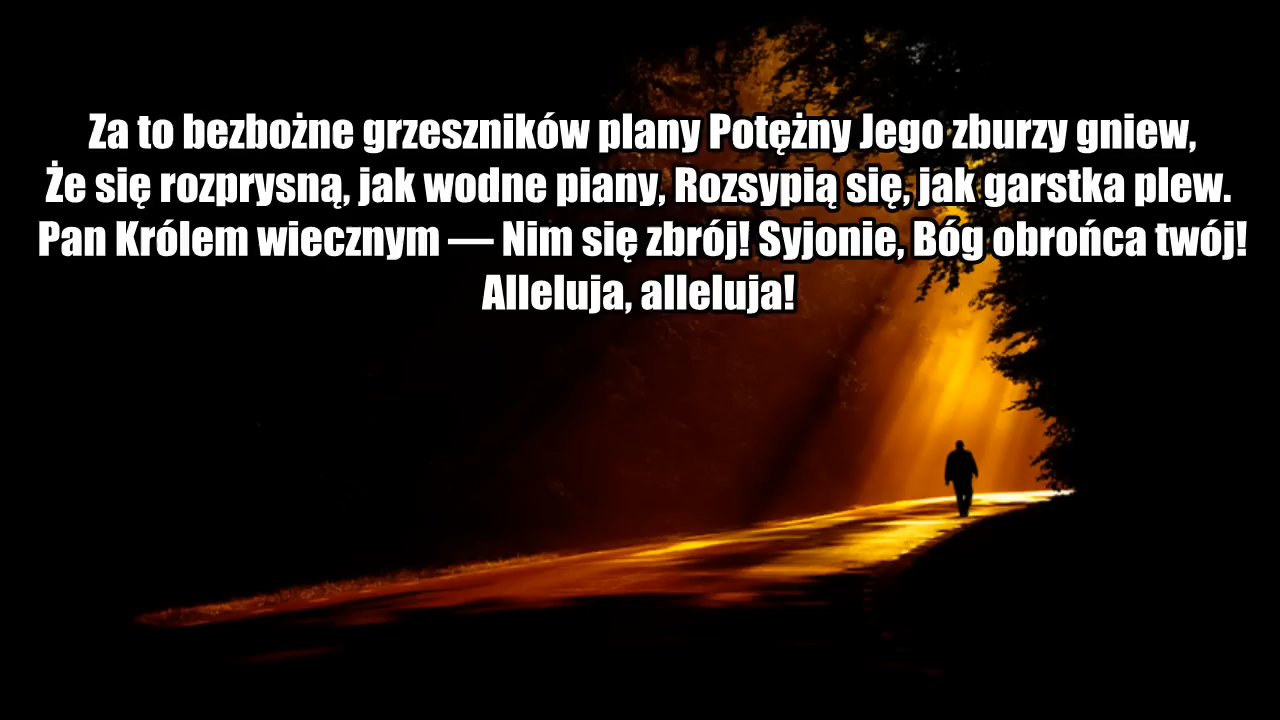 Za to bezbożne grzeszników plany Potężny Jego zburzy gniew,
Że się rozprysną, jak wodne piany, Rozsypią się, jak garstka plew.
Pan Królem wiecznym — Nim się zbrój! Syjonie, Bóg obrońca twój!
Alleluja, alleluja!